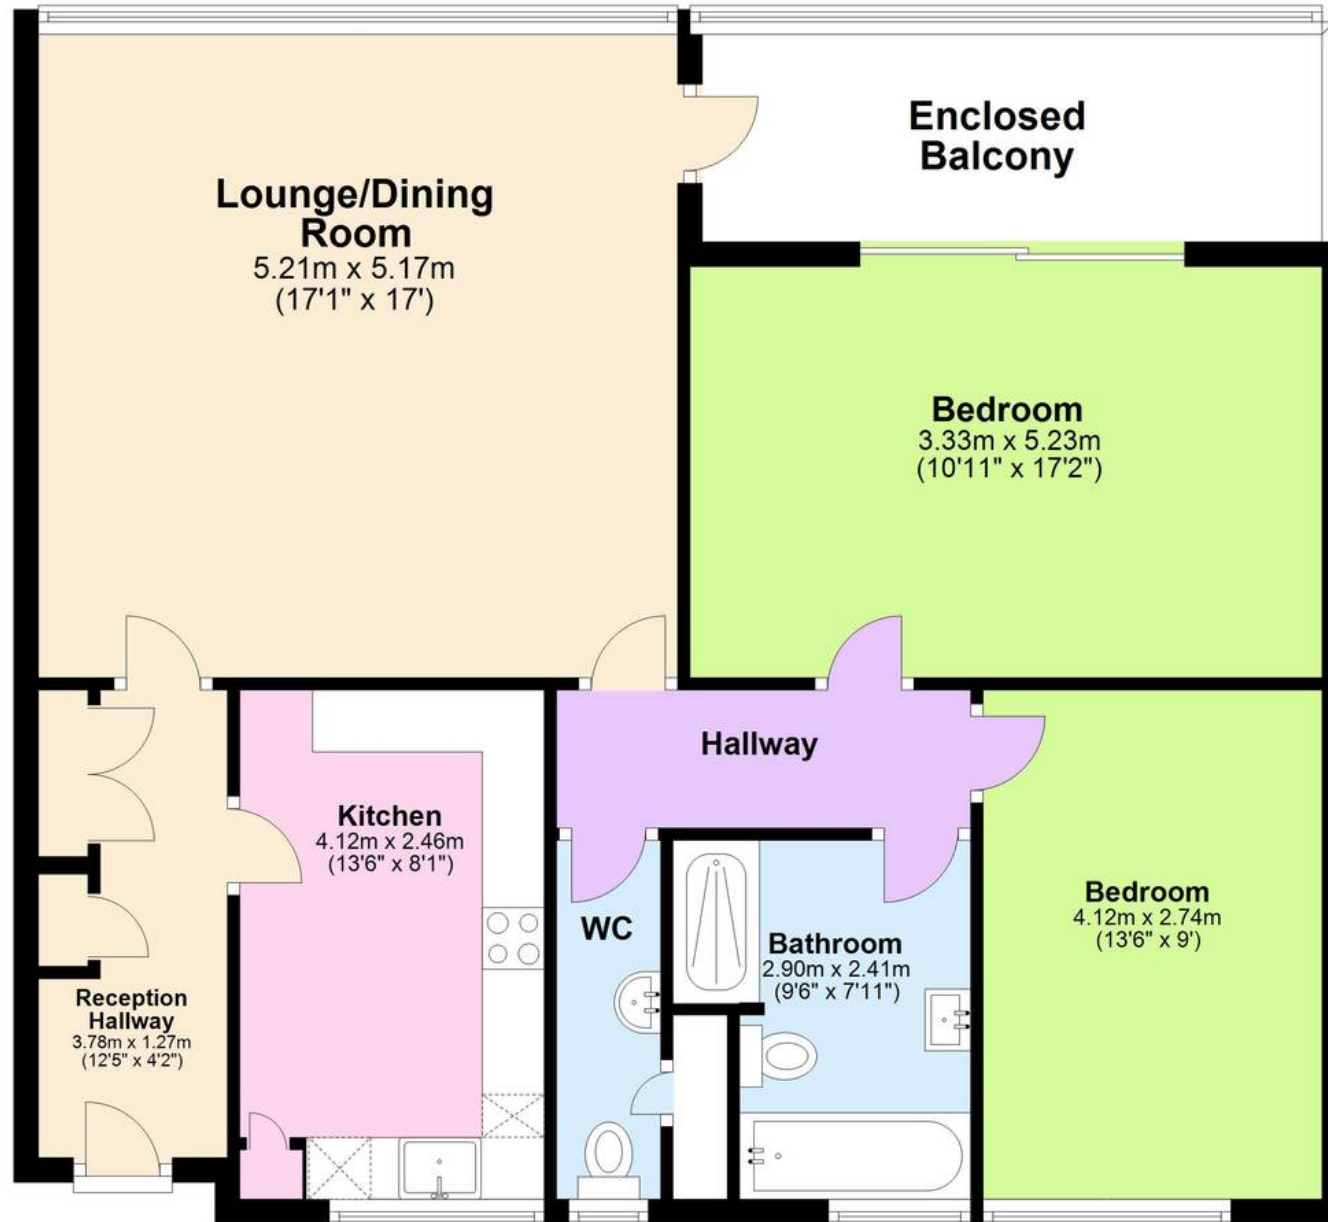 Enclosed
Balcony
Lounge/Dining
Room
5.21m x 5.17m
(17'1" x 17')
Bedroom
3.33m x 5.23m
(10'11" x 17'2")
Hallway
Kitchen
4.12m x 2.46m
(13'6" x 8'1")
WC
Bathroom
2.90m x 2.41m
(9'6" x 7'11")
Bedroom
4.12m x 2.74m
(13'6" x 9')
Reception
Hallway
3.78m x 1.27m
(12'5" x 4'2")